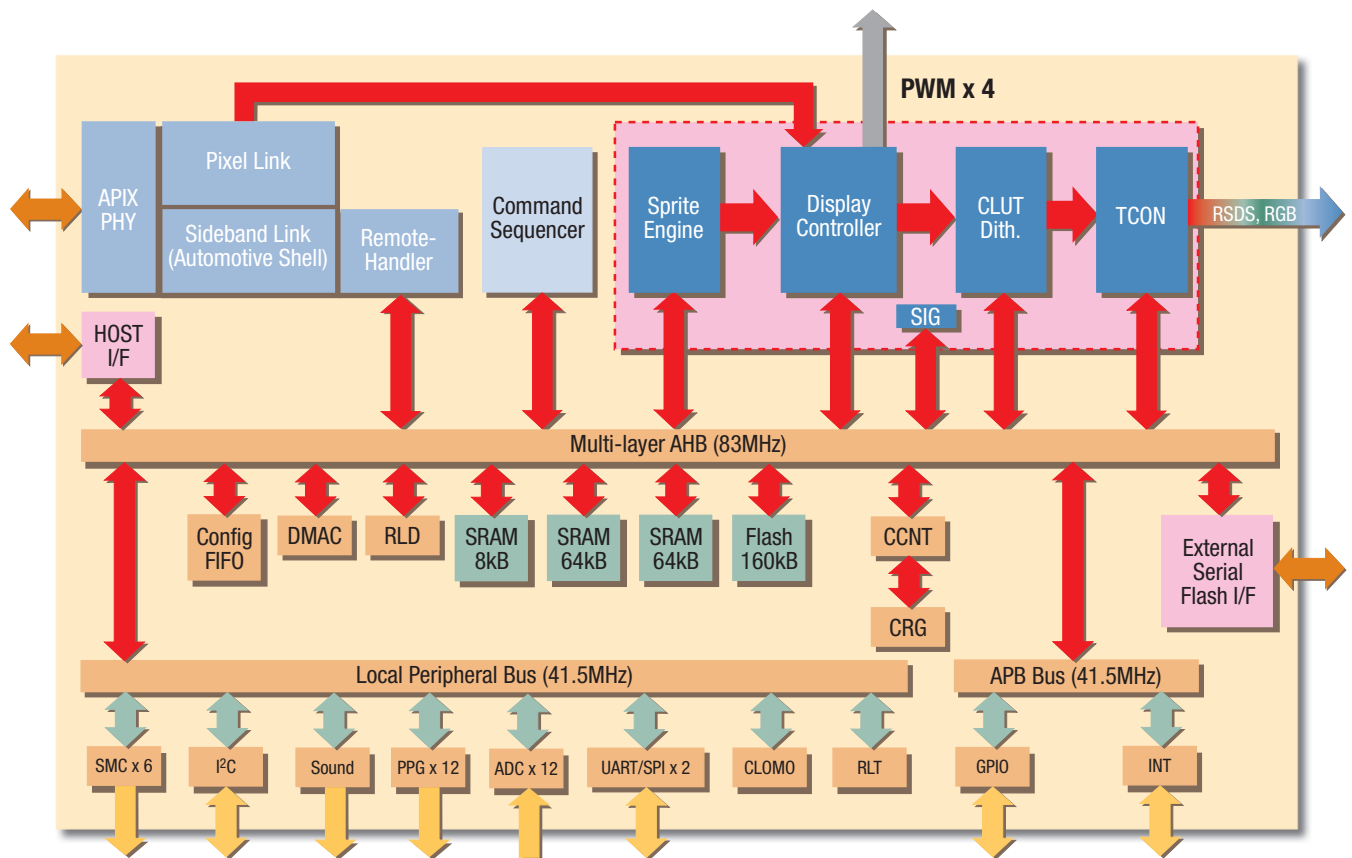 PWM x 4
APIX
PHY
Pixel Link
Sideband Link
(Automotive Shell)
Remote-
Handler
Command
Sequencer
Sprite
Engine
Display
Controller
CLUT
Dith.
TCON
RSDS, RGB
SIG
HOST
I/F
Multi-layer AHB (83MHz)
Config
FIFO
DMAC
RLD
SRAM
8kB
SRAM
64kB
SRAM
64kB
Flash
160kB
CCNT
CRG
External
Serial
Flash I/F
Local Peripheral Bus (41.5MHz)
APB Bus (41.5MHz)
SMC x 6
I²C
Sound
PPG x 12
ADC x 12
UART/SPI x 2
CLOMO
RLT
GPIO
INT